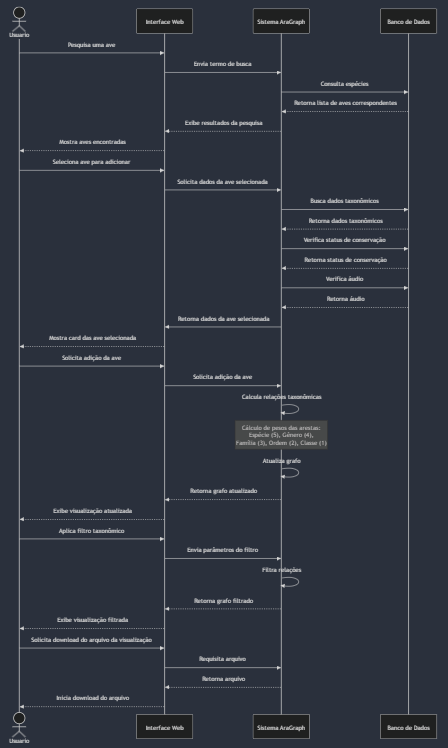 Usuario
Interface Web
Sistema AraGraph
Banco de Dados
Pesquisa uma ave
Envia termo de busca
Consulta espécies
Retorna lista de aves correspondentes
Exibe resultados da pesquisa
Mostra aves encontradas
Seleciona ave para adicionar
Solicita dados da ave selecionada
Busca dados taxonômicos
Retorna dados taxonômicos
Verifica status de conservação
Retorna status de conservação
Verifica áudio
Retorna áudio
Retorna dados da ave selecionada
Mostra card das ave selecionada
Solicita adição da ave
Solicita adição da ave
Calcula relações taxonômicas
Cálculo de pesos das arestas:
Espécie (5), Gênero (4),
Família (3), Ordem (2), Classe (1)
Atualiza grafo
Retorna grafo atualizado
Exibe visualização atualizada
Aplica filtro taxonômico
Envia parâmetros do filtro
Filtra relações
Retorna grafo filtrado
Exibe visualização filtrada
Solicita download do arquivo da visualização
Requisita arquivo
Retorna arquivo
Inicia download do arquivo
Usuario
Interface Web
Sistema AraGraph
Banco de Dados